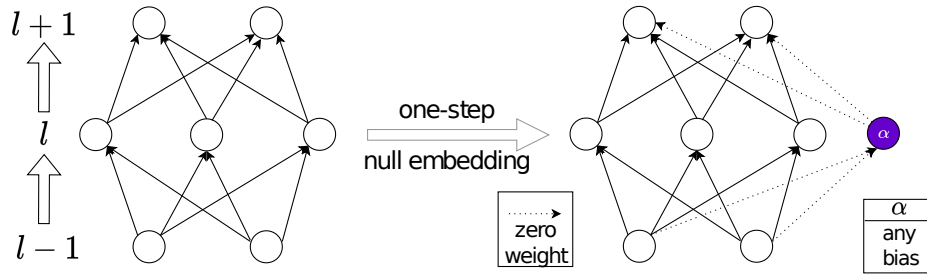 l + 1
l
l − 1
one-step
null embedding
α
zero
weight
α
any
bias